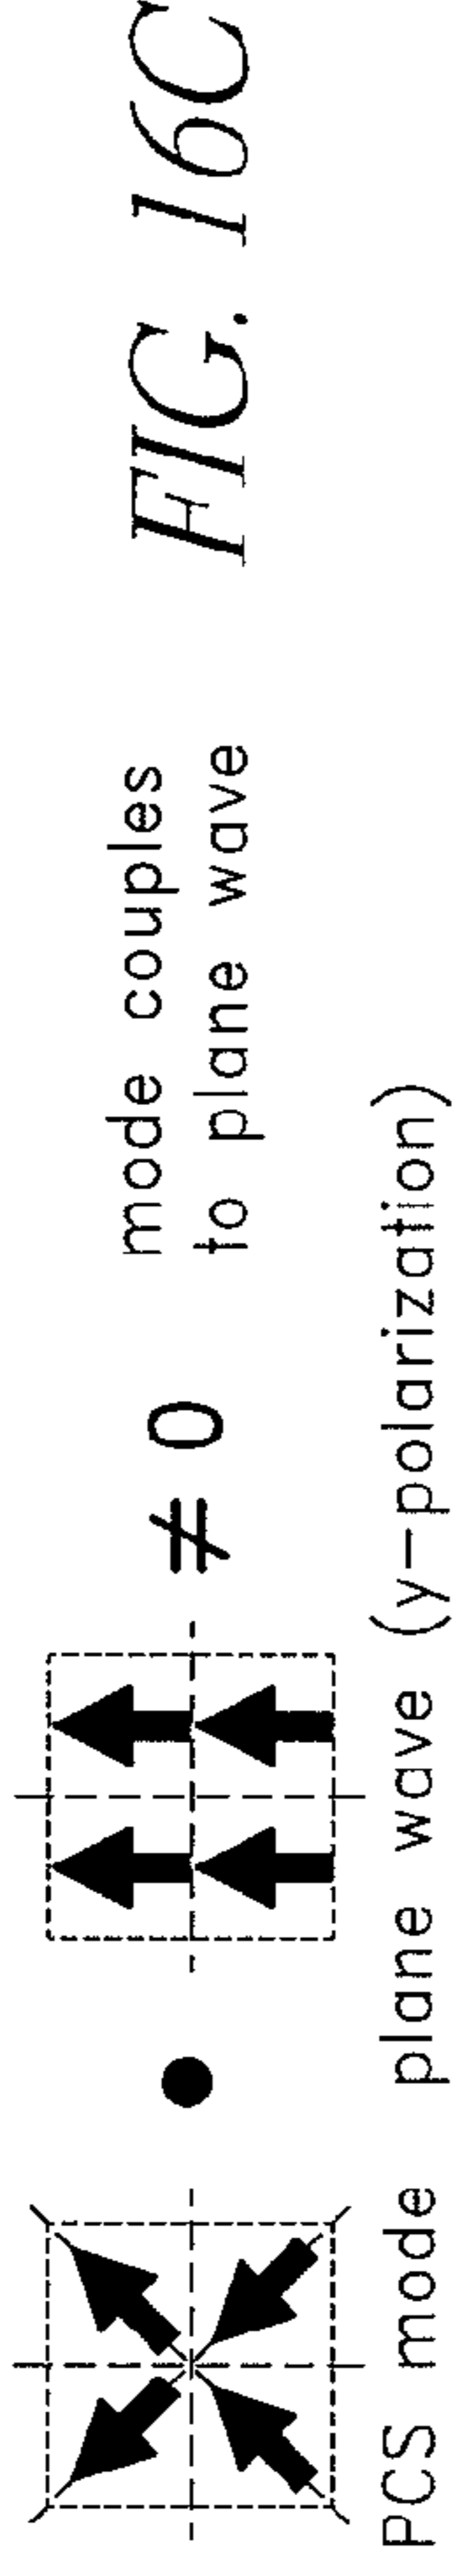 ≠ 0
mode couples
to plane wave
PCS mode
plane wave (y-polarization)
FIG. 16C